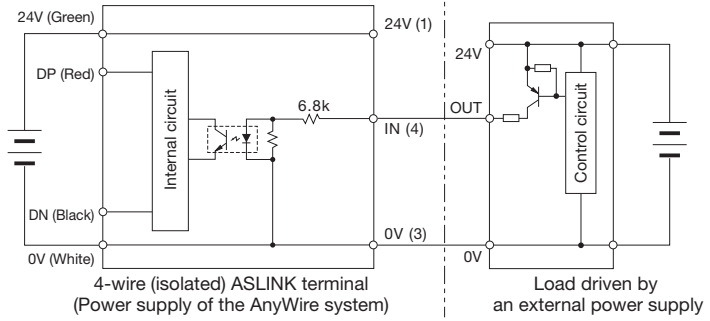 24V (Green)
24V (1)
24V
DP (Red)
Internal circuit
6.8k
IN (4)
OUT
Control circuit
DN (Black)
0V (3)
0V (White)
0V
4-wire (isolated) ASLINK terminal
(Power supply of the AnyWire system)
Load driven by
an external power supply